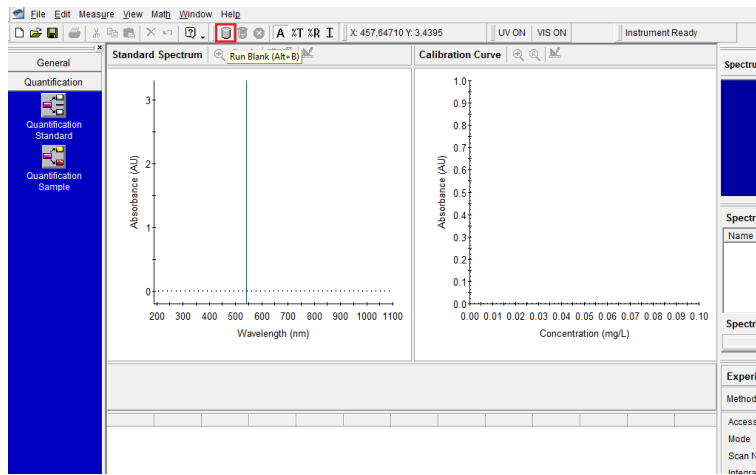 File Edit Measure View Math Window Help
A %T %R I X: 457,64710 Y: 3,4395 UV ON VIS ON Instrument Ready
Run Blank (Alt+B)
General
Quantification
Quantification
Standard
Quantification
Sample
Standard Spectrum
3
2
1
0
Absorbance (AU)
200 300 400 500 600 700 800 900 1000 1100
Wavelength (nm)
Calibration Curve
1.0
0.9
0.8
0.7
0.6
0.5
0.4
0.3
0.2
0.1
0.0
Absorbance (AU)
0.00 0.01 0.02 0.03 0.04 0.05 0.06 0.07 0.08 0.09 0.10
Concentration (mg/L)
Spectru
Spectr
Name
Spectr
Experi
Method
Access
Mode
Scan N
Integra